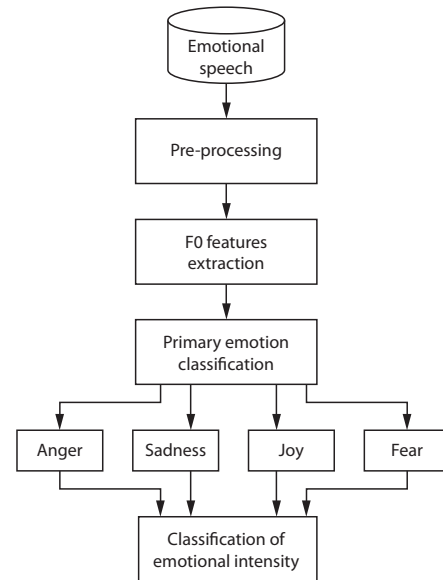 Emotional
speech
Pre-processing
F0 features
extraction
Primary emotion
classification
Anger
Sadness
Joy
Fear
Classification of
emotional intensity